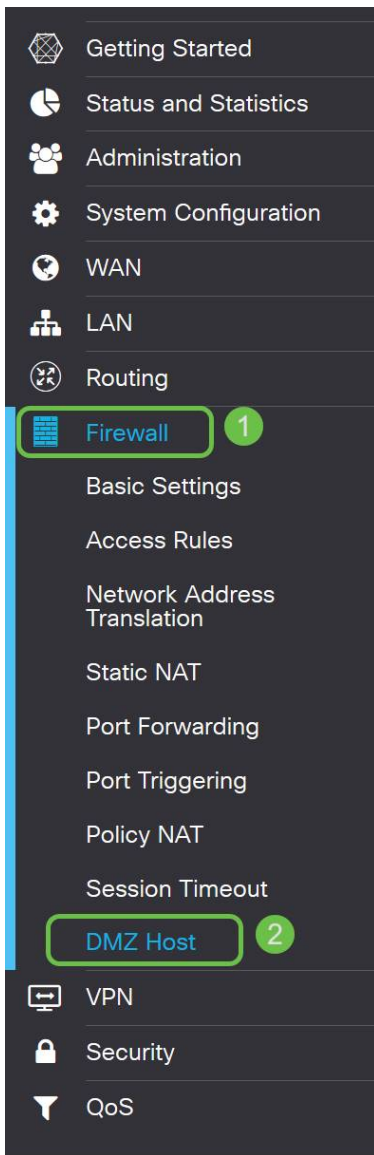 Getting Started
Status and Statistics
Administration
System Configuration
WAN
LAN
Routing
Firewall 1
Basic Settings
Access Rules
Network Address
Translation
Static NAT
Port Forwarding
Port Triggering
Policy NAT
Session Timeout
DMZ Host 2
VPN
Security
QoS